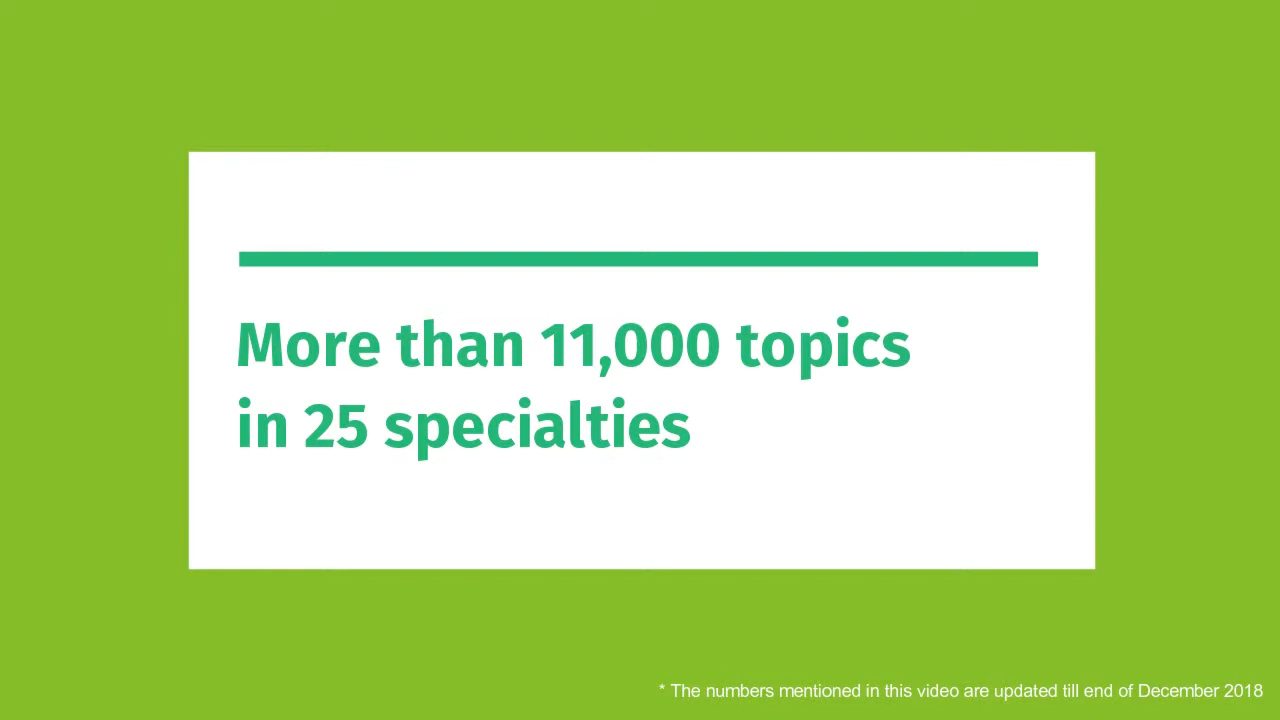 More than 11,000 topics
in 25 specialties
* The numbers mentioned in this video are updated till end of December 2018